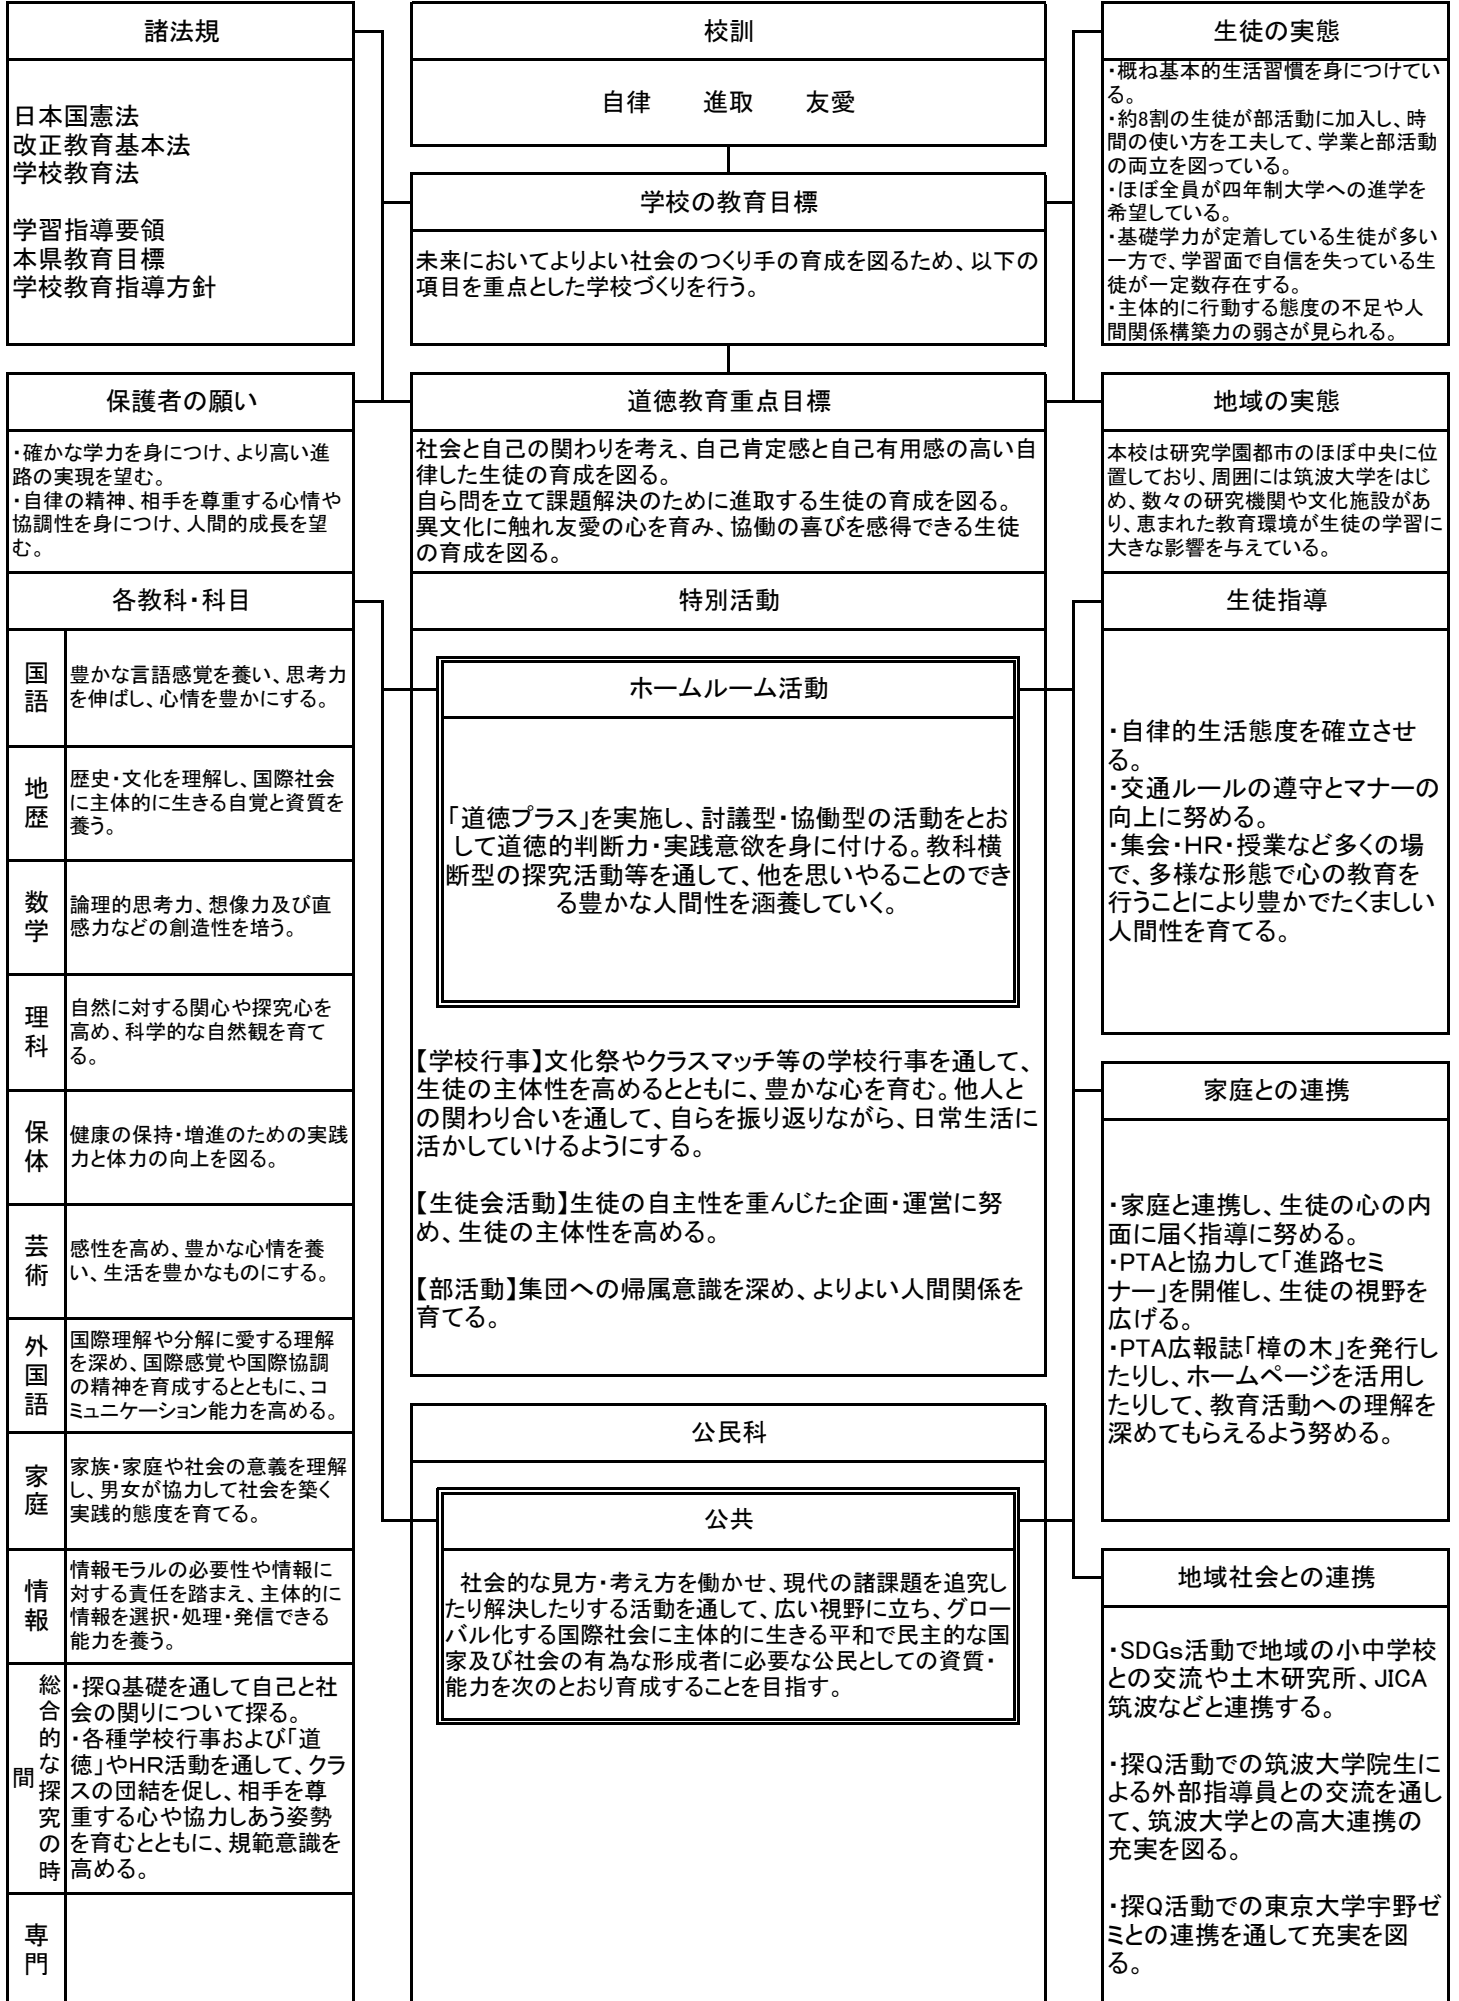 諸法規
日本国憲法
改正教育基本法
学校教育法
学習指導要領
本県教育目標
学校教育指導方針
校訓
自律　　進取　　友愛
学校の教育目標
未来においてよりよい社会のつくり手の育成を図るため、以下の
項目を重点とした学校づくりを行う。
生徒の実態
・概ね基本的生活習慣を身につけてい
る。
・約8割の生徒が部活動に加入し、時
間の使い方を工夫して、学業と部活動
の両立を図っている。
・ほぼ全員が四年制大学への進学を
希望している。
・基礎学力が定着している生徒が多い
一方で、学習面で自信を失っている生
徒が一定数存在する。
・主体的に行動する態度の不足や人
間関係構築力の弱さが見られる。
保護者の願い
・確かな学力を身につけ、より高い進
路の実現を望む。
・自律の精神、相手を尊重する心情や
協調性を身につけ、人間的成長を望
む。
道徳教育重点目標
社会と自己の関わりを考え、自己肯定感と自己有用感の高い自
律した生徒の育成を図る。
自ら問を立て課題解決のために進取する生徒の育成を図る。
異文化に触れ友愛の心を育み、協働の喜びを感得できる生徒
の育成を図る。
地域の実態
本校は研究学園都市のほぼ中央に位
置しており、周囲には筑波大学をはじ
め、数々の研究機関や文化施設があ
り、恵まれた教育環境が生徒の学習に
大きな影響を与えている。
各教科・科目
国語
豊かな言語感覚を養い、思考力
を伸ばし、心情を豊かにする。
地歴
歴史・文化を理解し、国際社会
に主体的に生きる自覚と資質を
養う。
数学
論理的思考力、想像力及び直
感力などの創造性を培う。
理科
自然に対する関心や探究心を
高め、科学的な自然観を育て
る。
保体
健康の保持・増進のための実践
力と体力の向上を図る。
芸術
感性を高め、豊かな心情を養
い、生活を豊かなものにする。
外国語
国際理解や分解に愛する理解
を深め、国際感覚や国際協調
の精神を育成するとともに、コ
ミュニケーション能力を高める。
家庭
家族・家庭や社会の意義を理解
し、男女が協力して社会を築く
実践的態度を育てる。
情報
情報モラルの必要性や情報に
対する責任を踏まえ、主体的に
情報を選択・処理・発信できる
能力を養う。
総合的な探究の時
間
・探Q基礎を通して自己と社
会の関りについて探る。
・各種学校行事および「道
徳」やHR活動を通して、クラ
スの団結を促し、相手を尊
重する心や協力しあう姿勢
を育むとともに、規範意識を
高める。
専門
特別活動
ホームルーム活動
「道徳プラス」を実施し、討議型・協働型の活動をとお
して道徳的判断力・実践意欲を身に付ける。教科横
断型の探究活動等を通して、他を思いやることのでき
る豊かな人間性を涵養していく。
【学校行事】文化祭やクラスマッチ等の学校行事を通して、
生徒の主体性を高めるとともに、豊かな心を育む。他人と
の関わり合いを通して、自らを振り返りながら、日常生活に
活かしていけるようにする。
【生徒会活動】生徒の自主性を重んじた企画・運営に努
め、生徒の主体性を高める。
【部活動】集団への帰属意識を深め、よりよい人間関係を
育てる。
公民科
公共
社会的な見方・考え方を働かせ、現代の諸課題を追究し
たり解決したりする活動を通して、広い視野に立ち、グロー
バル化する国際社会に主体的に生きる平和で民主的な国
家及び社会の有為な形成者に必要な公民としての資質・
能力を次のとおり育成することを目指す。
生徒指導
・自律的生活態度を確立させ
る。
・交通ルールの遵守とマナーの
向上に努める。
・集会・HR・授業など多くの場
で、多様な形態で心の教育を
行うことにより豊かでたくましい
人間性を育てる。
家庭との連携
・家庭と連携し、生徒の心の内
面に届く指導に努める。
・PTAと協力して「進路セミ
ナー」を開催し、生徒の視野を
広げる。
・PTA広報誌「樟の木」を発行し
たりし、ホームページを活用し
たりして、教育活動への理解を
深めてもらえるよう努める。
地域社会との連携
・SDGs活動で地域の小中学校
との交流や土木研究所、JICA
筑波などと連携する。
・探Q活動での筑波大学院生に
よる外部指導員との交流を通し
て、筑波大学との高大連携の
充実を図る。
・探Q活動での東京大学宇野ゼ
ミとの連携を通して充実を図
る。